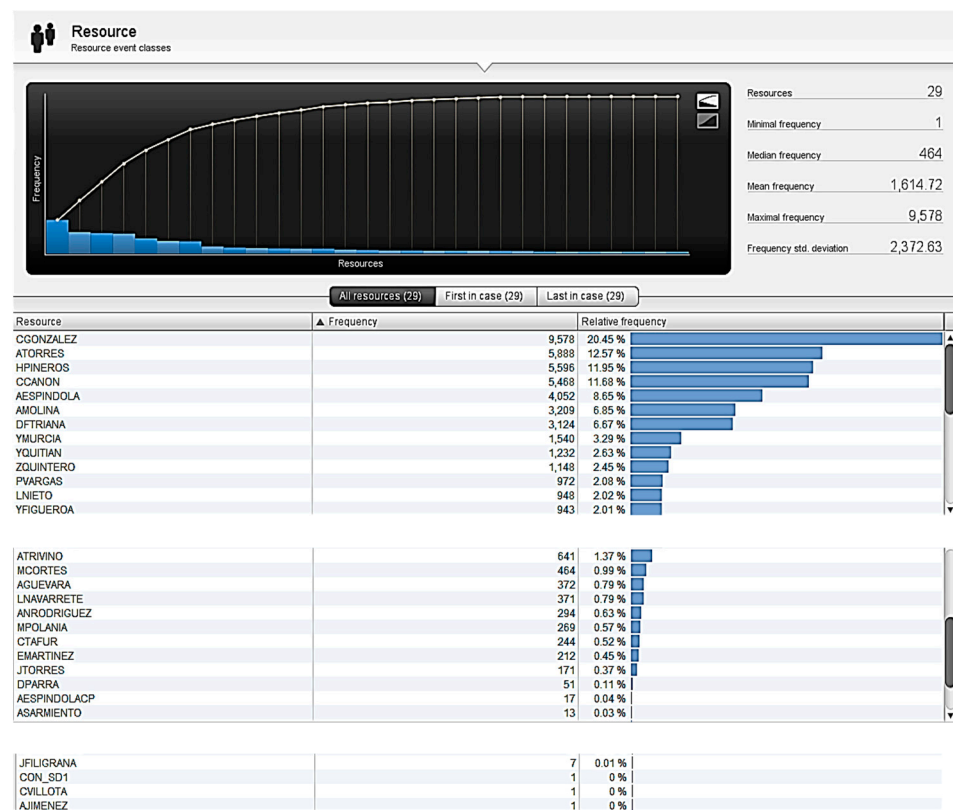 Resource
Resource event classes
Frequency
Resources
Resources 29
Minimal frequency 1
Median frequency 464
Mean frequency 1,614.72
Maximal frequency 9,578
Frequency std. deviation 2,372.63
All resources (29) First in case (29) Last in case (29)
Resource ▲ Frequency Relative frequency
CGONZALEZ 9,578 20.45 %
ATORRES 5,888 12.57 %
HPINEROS 5,596 11.95 %
CCANON 5,468 11.68 %
AESPINDOLA 4,052 8.65 %
AMOLINA 3,209 6.85 %
DFTRIANA 3,124 6.67 %
YMURCIA 1,540 3.29 %
YQUITIAN 1,232 2.63 %
ZQUINTERO 1,148 2.45 %
PVARGAS 972 2.08 %
LNIETO 948 2.02 %
YFIGUEROA 943 2.01 %
ATRIVINO 641 1.37 %
MCORTES 464 0.99 %
AGUEVARA 372 0.79 %
LNAVARRETE 371 0.79 %
ANRODRIGUEZ 294 0.63 %
MPOLANIA 269 0.57 %
CTAFUR 244 0.52 %
EMARTINEZ 212 0.45 %
JTORRES 171 0.37 %
DPARRA 51 0.11 %
AESPINDOLACP 17 0.04 %
ASARMIENTO 13 0.03 %
JFILIGRANA 7 0.01 %
CON_SD1 1 0 %
CVILLOTA 1 0 %
AJIMENEZ 1 0 %